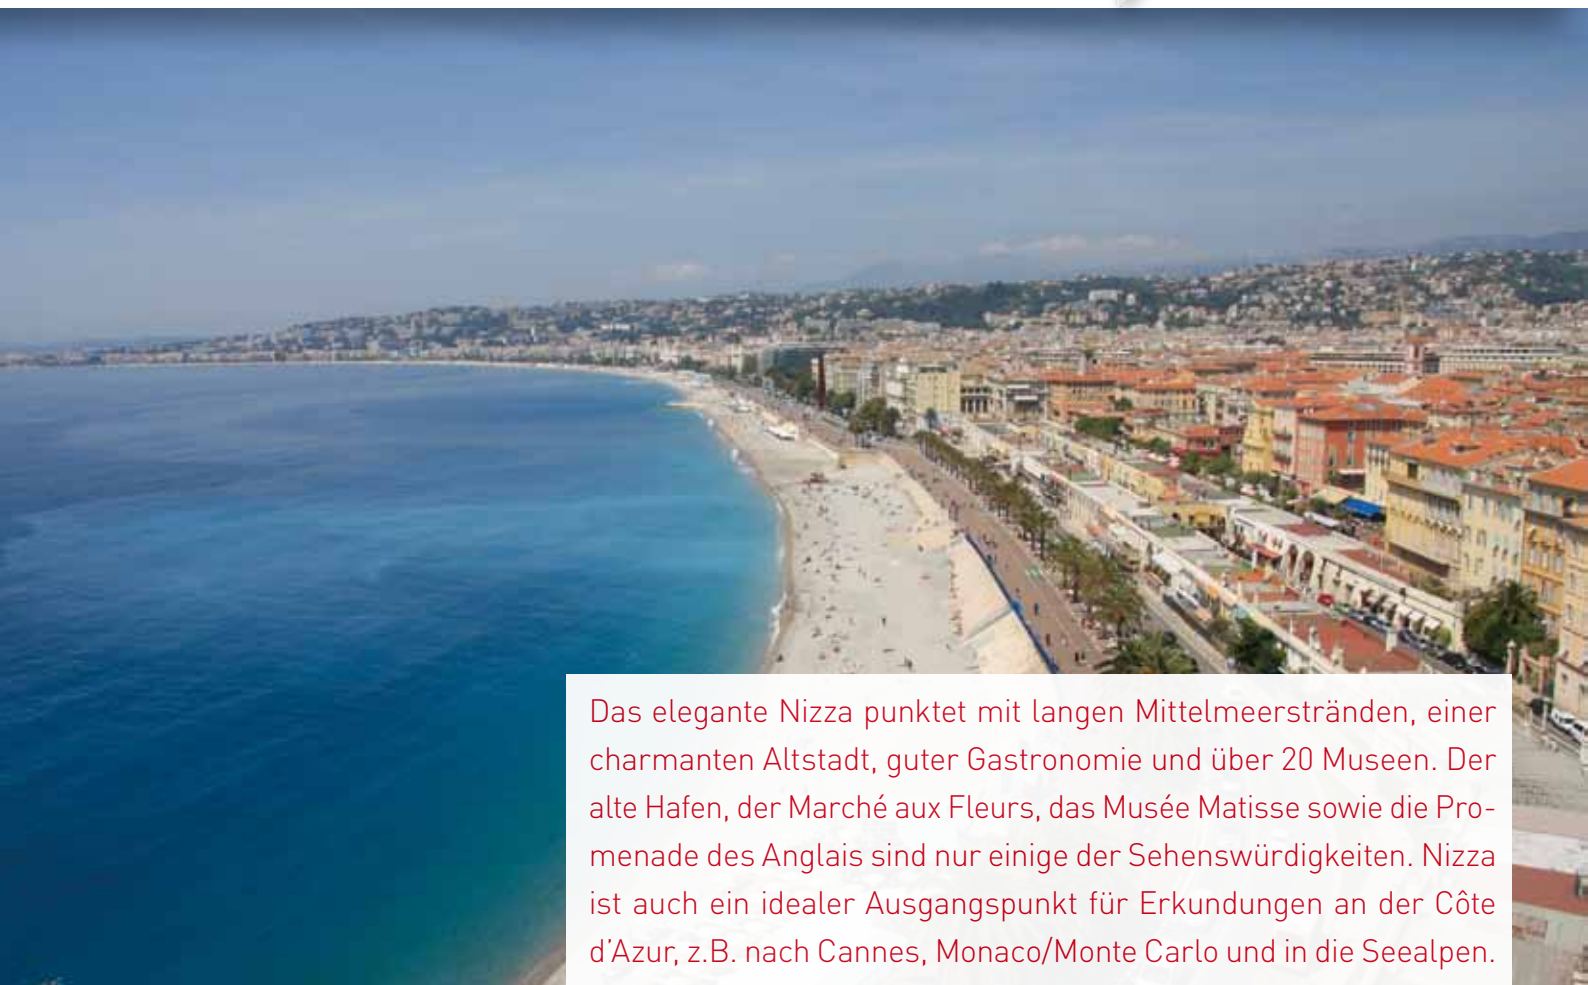 Das elegante Nizza punktet mit langen Mittelmeerstränden, einer
charmanten Altstadt, guter Gastronomie und über 20 Museen. Der
alte Hafen, der Marché aux Fleurs, das Musée Matisse sowie die Pro-
menade des Anglais sind nur einige der Sehenswürdigkeiten. Nizza
ist auch ein idealer Ausgangspunkt für Erkundungen an der Côte
d'Azur, z.B. nach Cannes, Monaco/Monte Carlo und in die Seealpen.